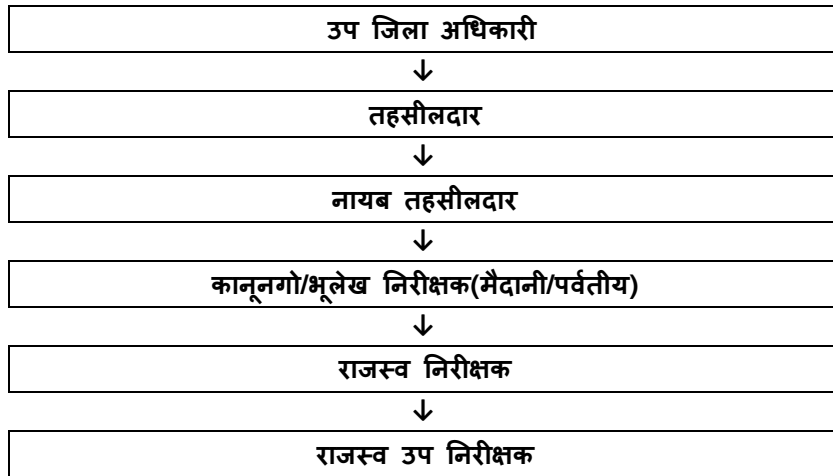 उप जिला अधिकारी
↓
तहसीलदार
↓
नायब तहसीलदार
↓
कानूनगो/भूलेख निरीक्षक(मैदानी/पर्वतीय)
↓
राजस्व निरीक्षक
↓
राजस्व उप निरीक्षक